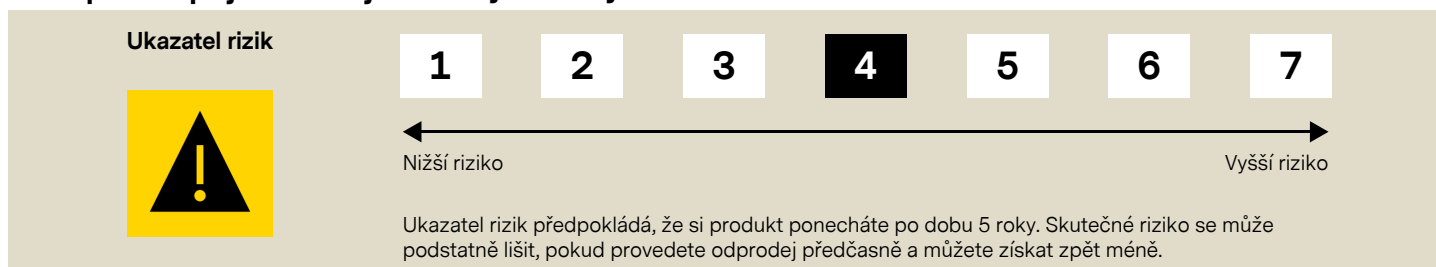 Ukazatel rizik
1 2 3 4 5 6 7
Nižší riziko
Vyšší riziko
Ukazatel rizik předpokládá, že si produkt ponecháte po dobu 5 roky. Skutečné riziko se může
podstatně lišit, pokud provedete odprodej předčasně a můžete získat zpět méně.